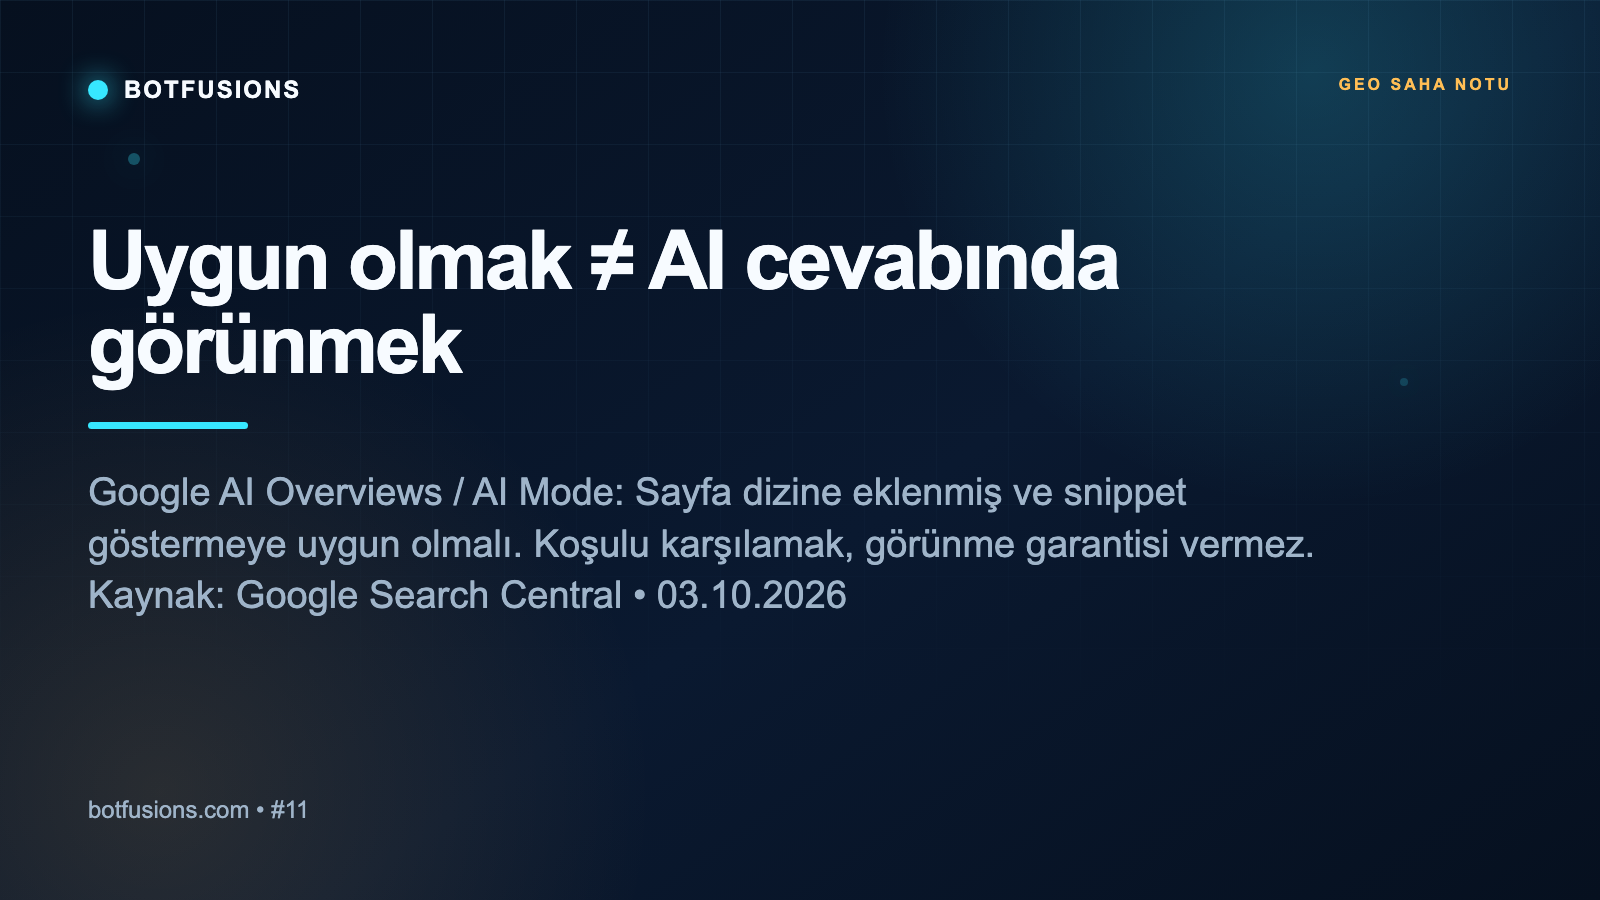 BOTFUSIONS
GEO SAHA NOTU
Uygun olmak ≠ AI cevabında
görünmek
Google AI Overviews / AI Mode: Sayfa dizine eklenmiş ve snippet
göstermeye uygun olmalı. Koşulu karşılamak, görünme garantisi vermez.
Kaynak: Google Search Central • 03.10.2026
botfusions.com • #11